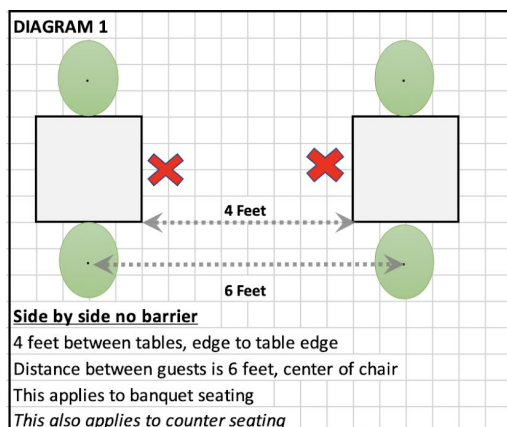 DIAGRAM 1
4 Feet
6 Feet
Side by side no barrier
4 feet between tables, edge to table edge
Distance between guests is 6 feet, center of chair
This applies to banquet seating
This also applies to counter seating